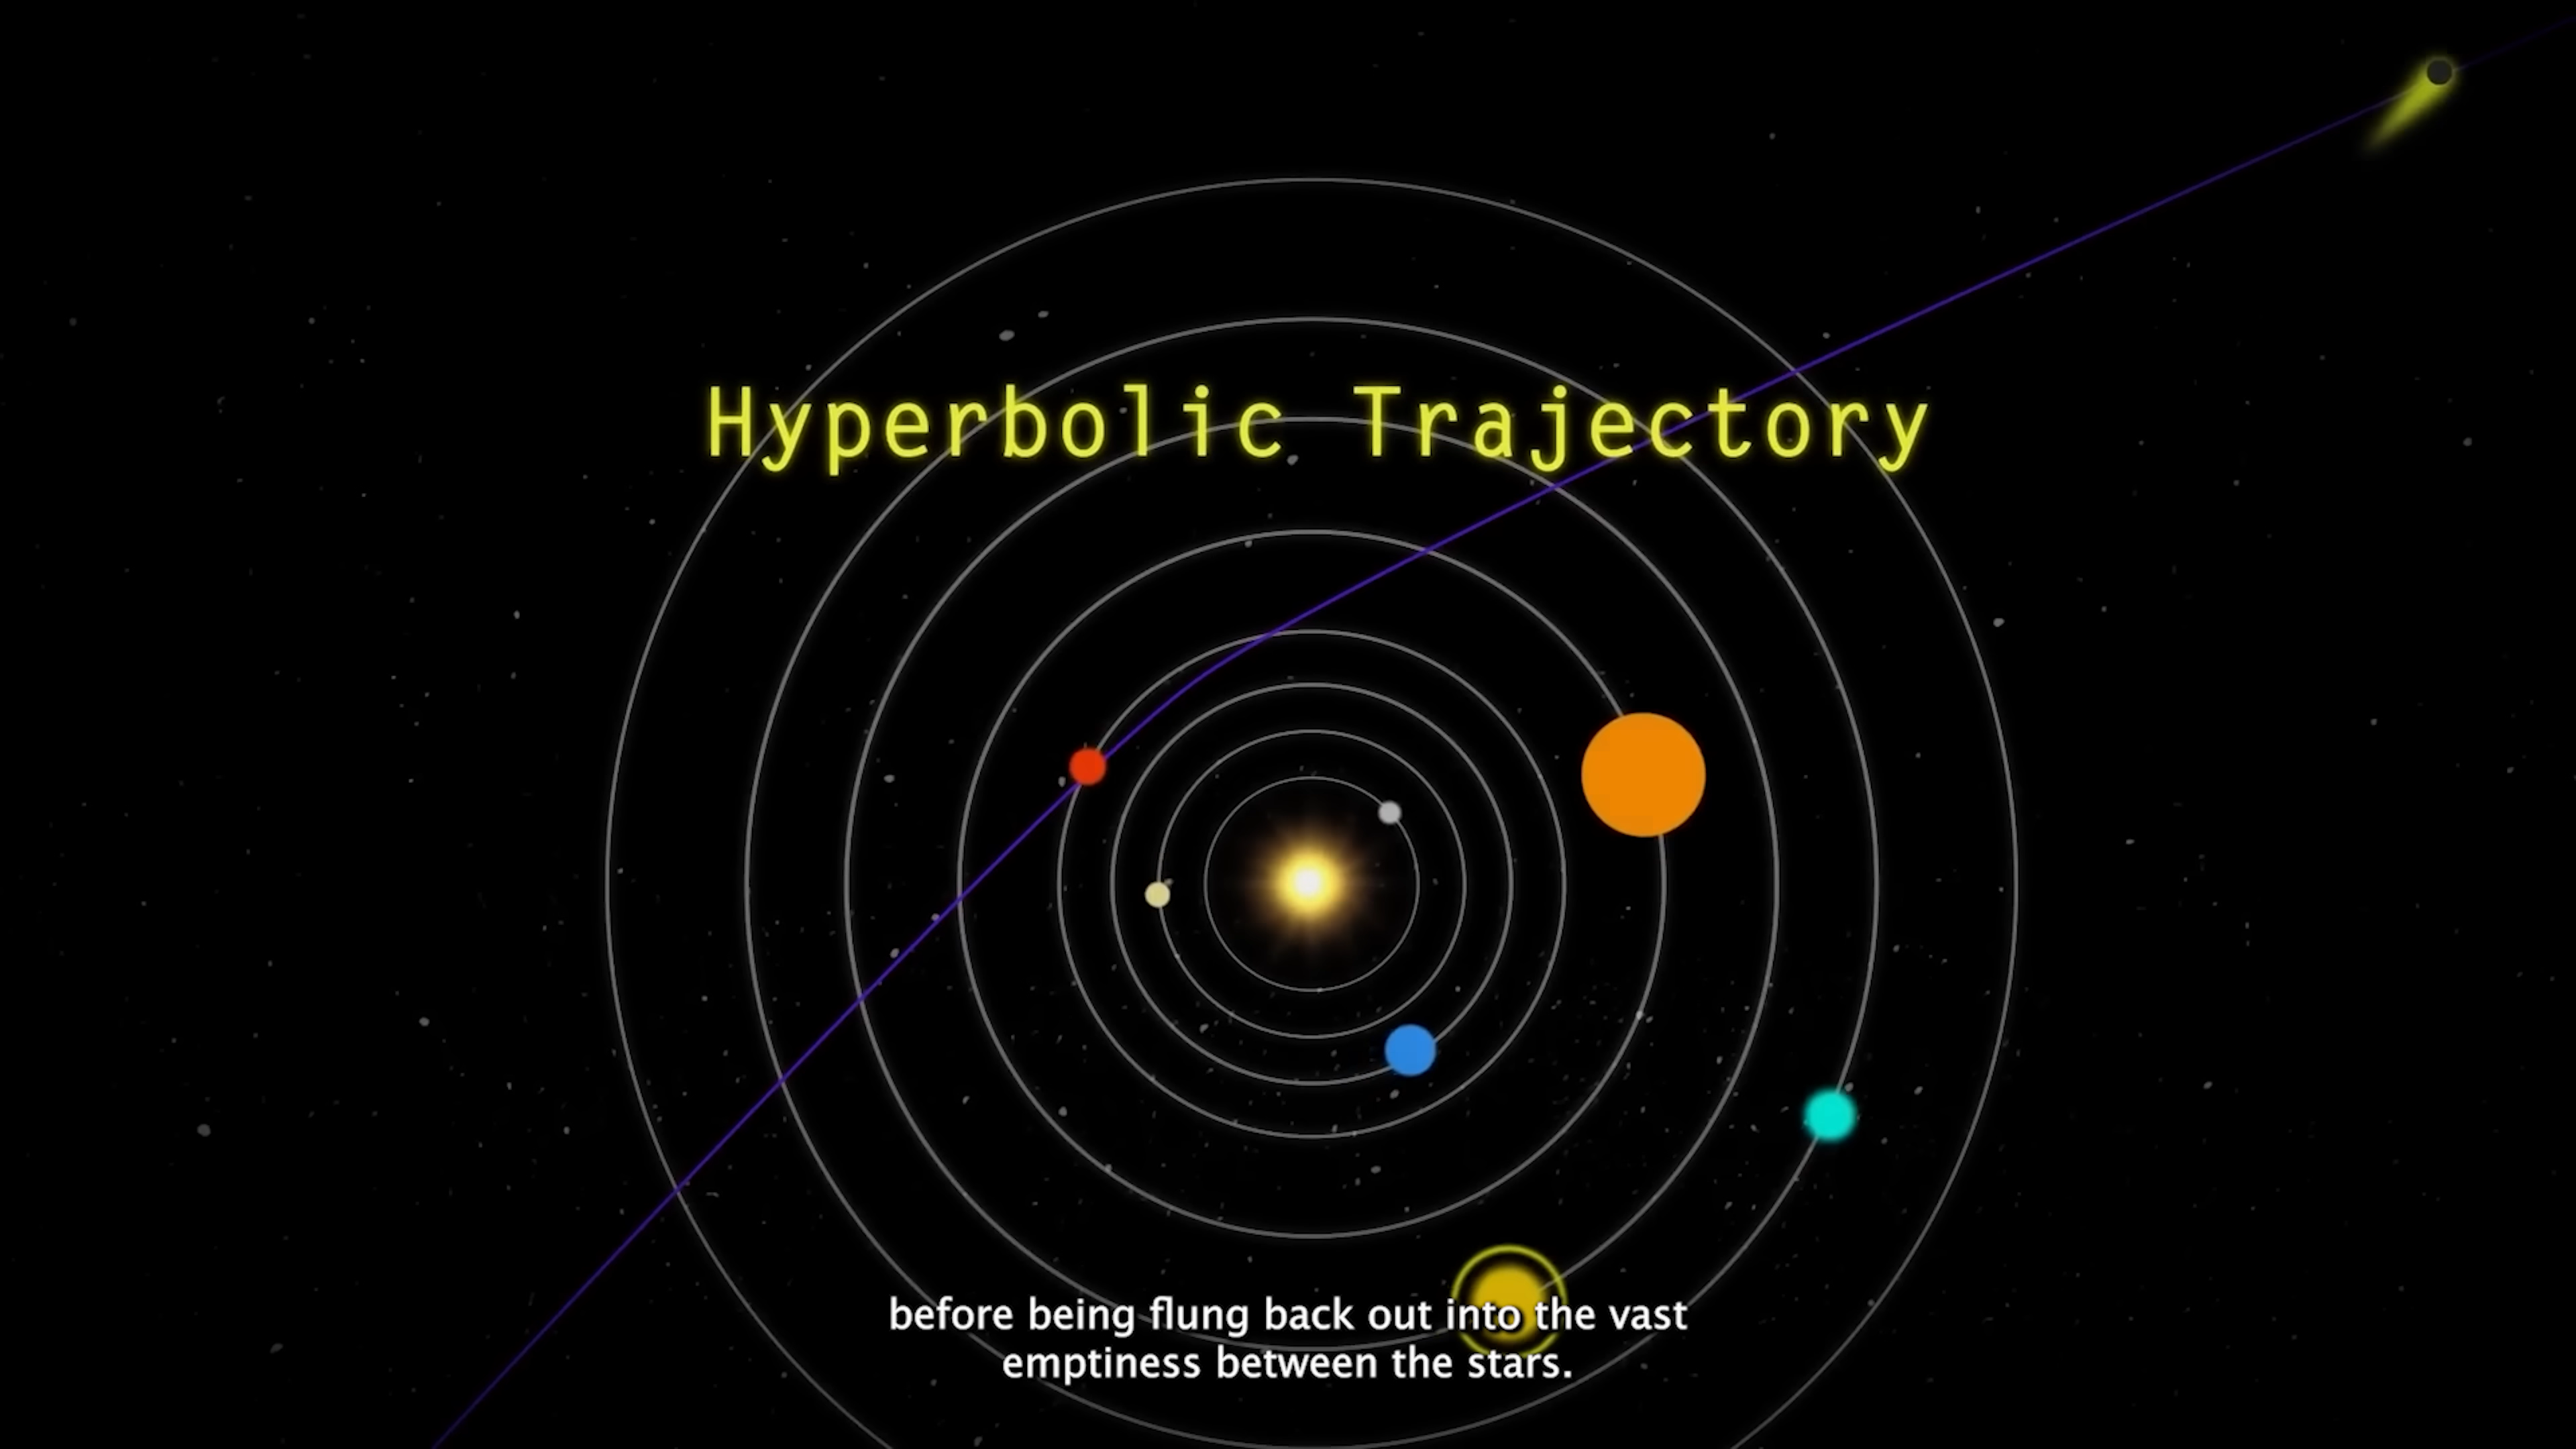 Hyperbolic Trajectory
before being flung back out into the vast
emptiness between the stars.